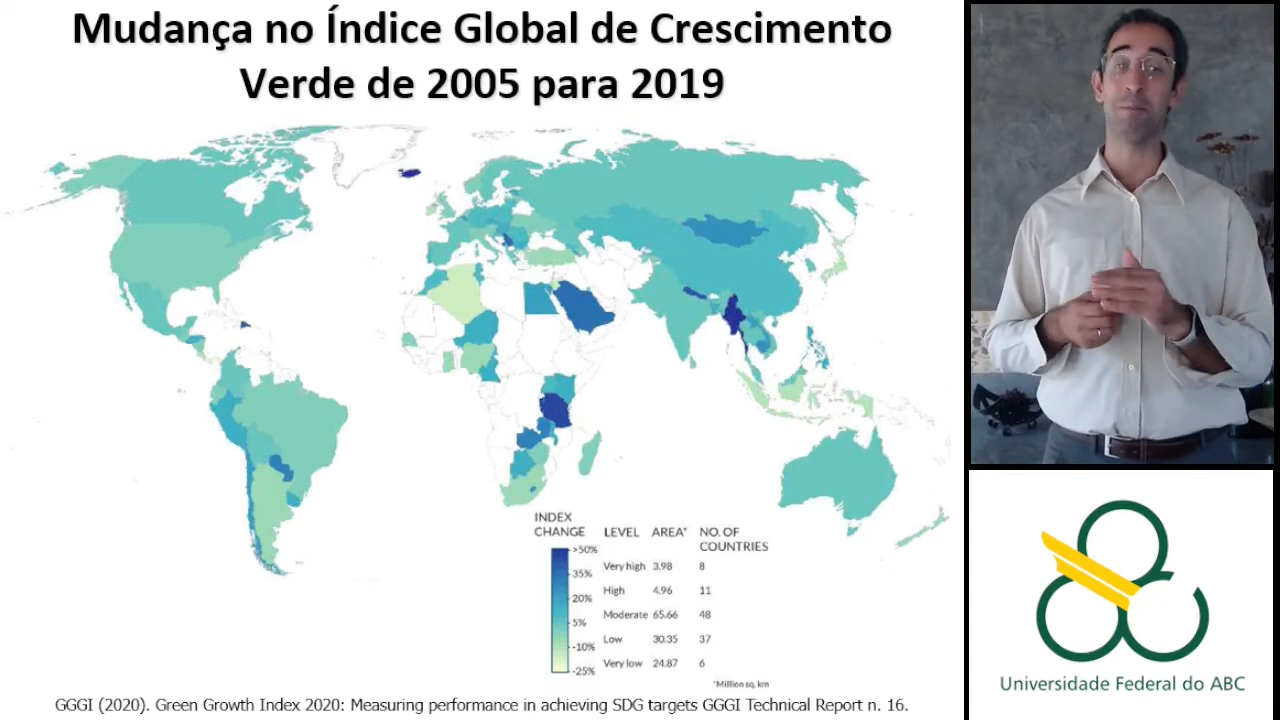 Mudança no Índice Global de Crescimento
Verde de 2005 para 2019
INDEX
CHANGE
LEVEL AREA* NO. OF
COUNTRIES
>50%
35%
20%
5%
-10%
-25%
Very high 3.98 8
High 4.96 11
Moderate 65.66 48
Low 30.35 37
Very low 24.87 6
*Million sq. km
GGGI (2020). Green Growth Index 2020: Measuring performance in achieving SDG targets GGGI Technical Report n. 16.
Universidade Federal do ABC